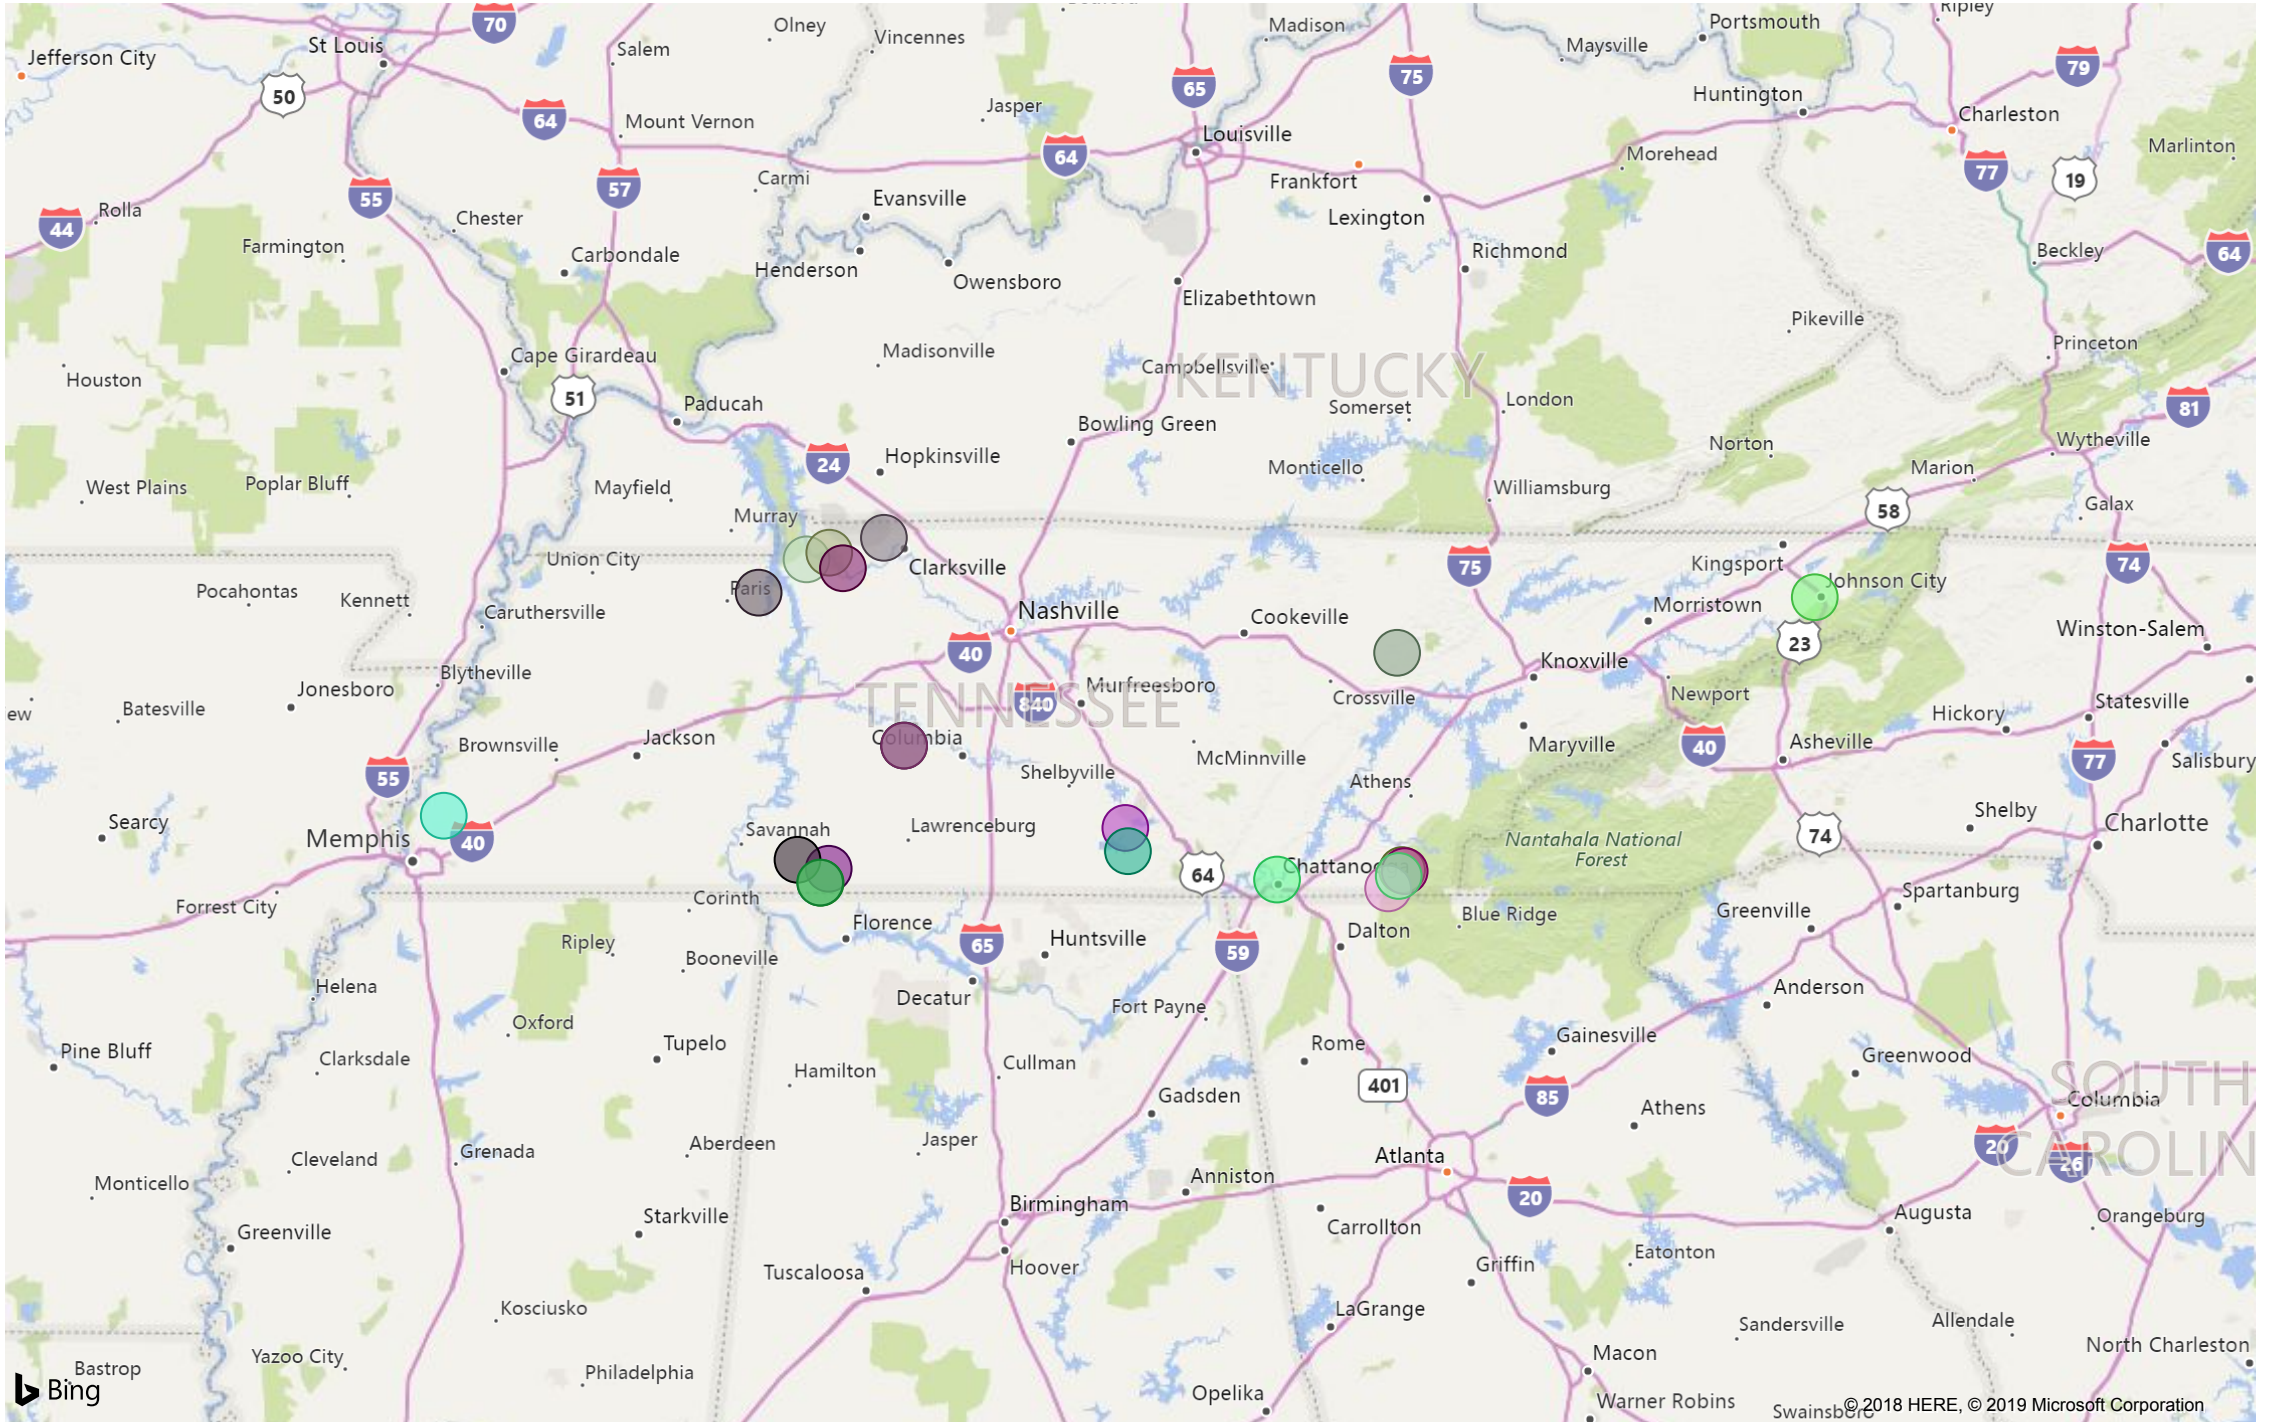 70
Olney
Madison
Portsmouth
Ripley
Jefferson City
St Louis
Salem
Vincennes
Maysville
79
50
64
Mount Vernon
Jasper
65
75
Huntington
Charleston
Louisville
64
Morehead
Marlinton
55
57
Carmi
Frankfort
77
19
44
Rolla
Chester
Evansville
Lexington
Farmington
Carbondale
Henderson
Owensboro
Richmond
Beckley
64
Elizabethtown
Pikeville
Princeton
Houston
Cape Girardeau
Madisonville
Campbellsville
KENTUCKY
51
Paducah
Somerset
London
81
Bowling Green
Norton
Wytheville
24
Hopkinsville
Monticello
Marion
West Plains
Poplar Bluff
Mayfield
Williamsburg
58
Galax
Murray
Union City
Clarksville
75
Kingsport
74
Pocahontas
Kennett
Paris
Johnson City
Caruthersville
Nashville
Cookeville
Morristown
Winston-Salem
40
23
Blytheville
Knoxville
Jonesboro
Murfreesboro
Crossville
Newport
Statesville
ew
Batesville
TENNESSEE
840
Hickory
Brownsville
Jackson
Columbia
McMinnville
Maryville
40
Asheville
77
Salisbury
55
Shelbyville
Athens
Searcy
Memphis
40
Savannah
Lawrenceburg
Nantahala National
Forest
74
Shelby
Charlotte
64
Forrest City
Corinth
Florence
Dalton
Blue Ridge
Greenville
Spartanburg
Ripley
Booneville
65
Huntsville
59
Helena
Decatur
Fort Payne
Anderson
Oxford
Pine Bluff
Clarksdale
Tupelo
Hamilton
Cullman
Rome
Gainesville
Greenwood
401
85
SOUTH
CAROLIN
Columbia
Gadsden
Athens
Aberdeen
Jasper
Cleveland
Grenada
Atlanta
20
26
Monticello
Anniston
20
Birmingham
Greenville
Starkville
Carrollton
Augusta
Orangeburg
Tuscaloosa
Hoover
Griffin
Eatonton
Kosciusko
LaGrange
Sandersville
Allendale
North Charleston
Yazoo City
Bastrop
Philadelphia
Macon
Bing
Opelika
Warner Robins
© 2018 HERE, © 2019 Microsoft Corporation